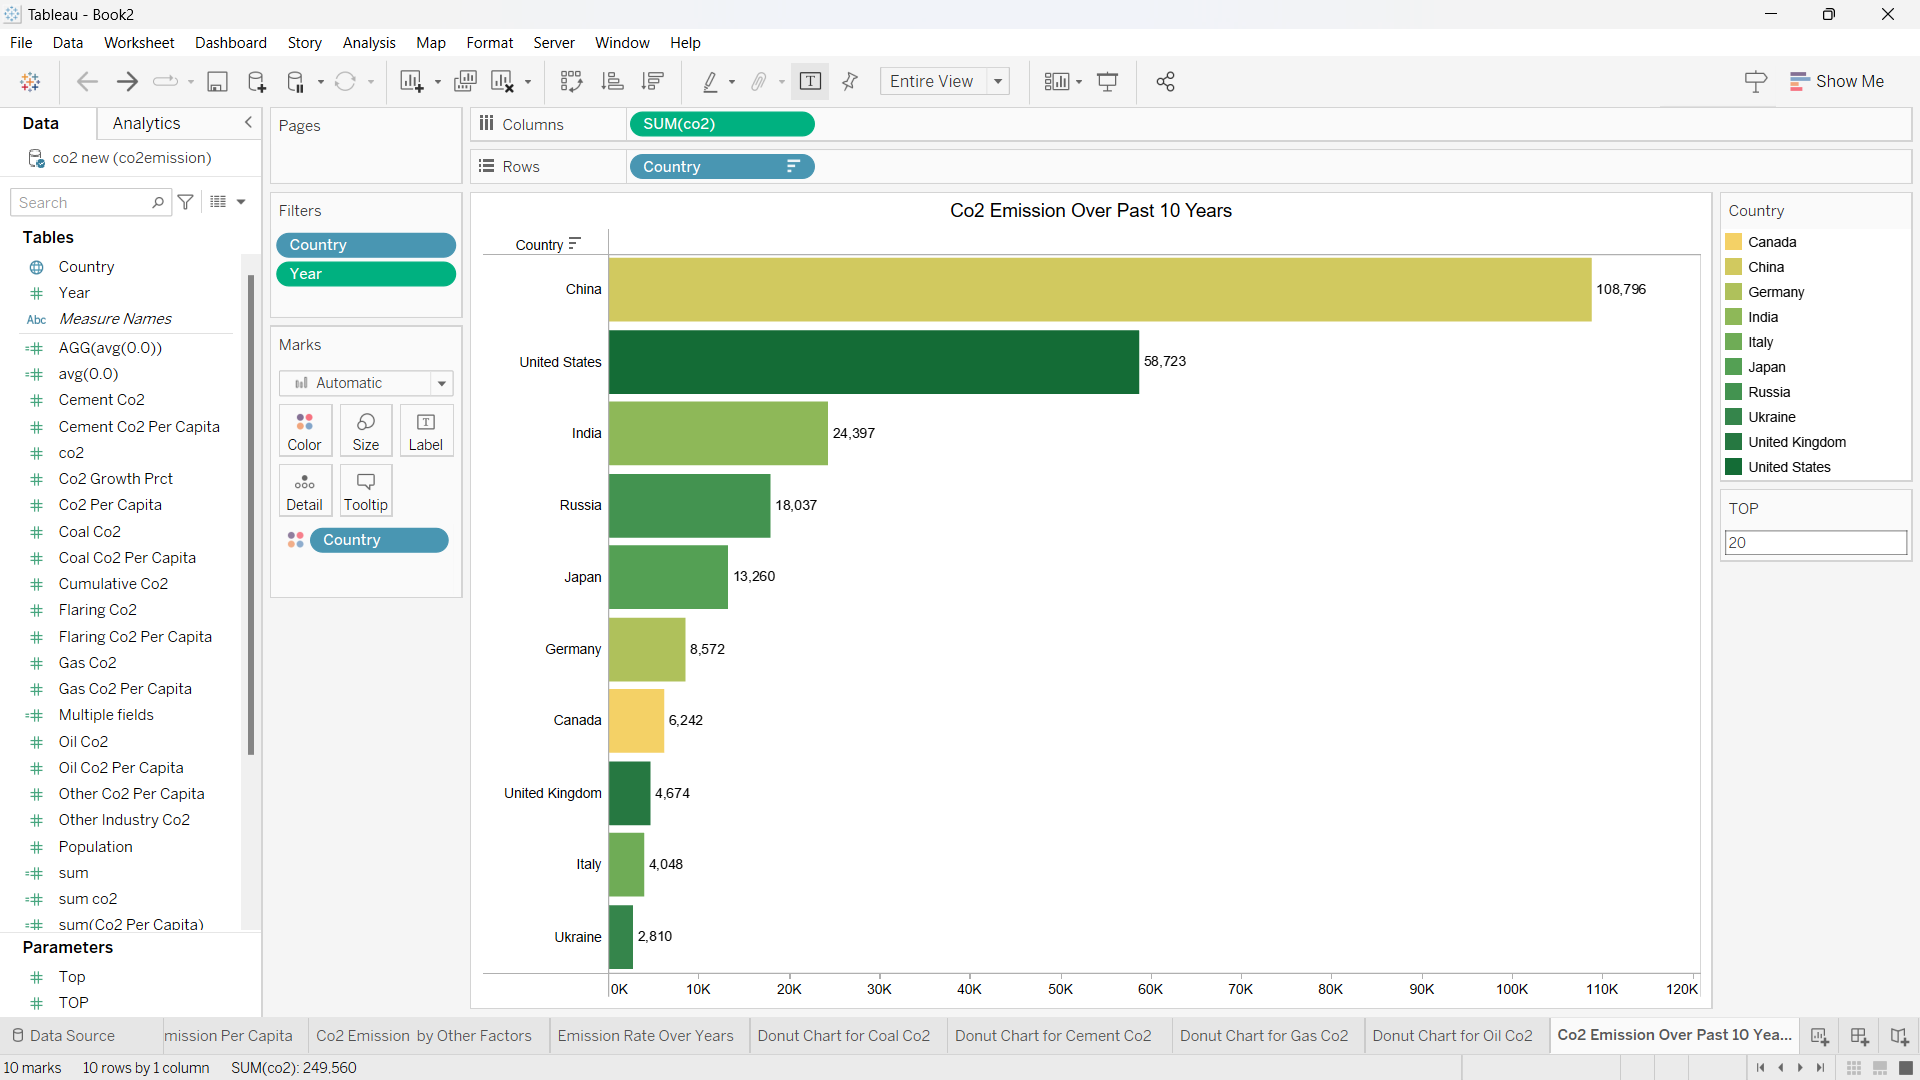 Tableau - Book2
File Data Worksheet Dashboard Story Analysis Map Format Server Window Help
Entire View
Show Me
Data
Analytics
co2 new (co2emission)
Search
Tables
Country
Year
Abc Measure Names
AGG(avg(0.0))
avg(0.0)
Cement Co2
Cement Co2 Per Capita
co2
Co2 Growth Prct
Co2 Per Capita
Coal Co2
Coal Co2 Per Capita
Cumulative Co2
Flaring Co2
Flaring Co2 Per Capita
Gas Co2
Gas Co2 Per Capita
Multiple fields
Oil Co2
Oil Co2 Per Capita
Other Co2 Per Capita
Other Industry Co2
Population
sum
sum co2
sum(Co2 Per Capita)
Parameters
Top
TOP
Pages
Filters
Country
Year
Marks
Automatic
Color
Size
Label
Detail
Tooltip
Country
Columns
SUM(co2)
Rows
Country
Co2 Emission Over Past 10 Years
Country
China 108,796
United States 58,723
India 24,397
Russia 18,037
Japan 13,260
Germany 8,572
Canada 6,242
United Kingdom 4,674
Italy 4,048
Ukraine 2,810
0K 10K 20K 30K 40K 50K 60K 70K 80K 90K 100K 110K 120K
Country
Canada
China
Germany
India
Italy
Japan
Russia
Ukraine
United Kingdom
United States
TOP
20
Data Source
mission Per Capita
Co2 Emission by Other Factors
Emission Rate Over Years
Donut Chart for Coal Co2
Donut Chart for Cement Co2
Donut Chart for Gas Co2
Donut Chart for Oil Co2
Co2 Emission Over Past 10 Yea...
10 marks
10 rows by 1 column
SUM(co2): 249,560